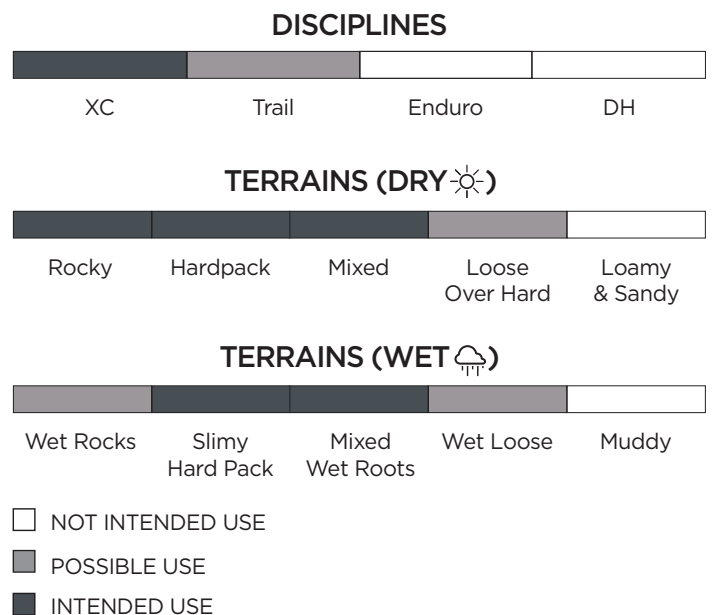 DISCIPLINES
XC Trail Enduro DH
TERRAINS (DRY)
Rocky Hardpack Mixed Loose Over Hard Loamy & Sandy
TERRAINS (WET)
Wet Rocks Slimy Hard Pack Mixed Wet Roots Wet Loose Muddy
NOT INTENDED USE
POSSIBLE USE
INTENDED USE